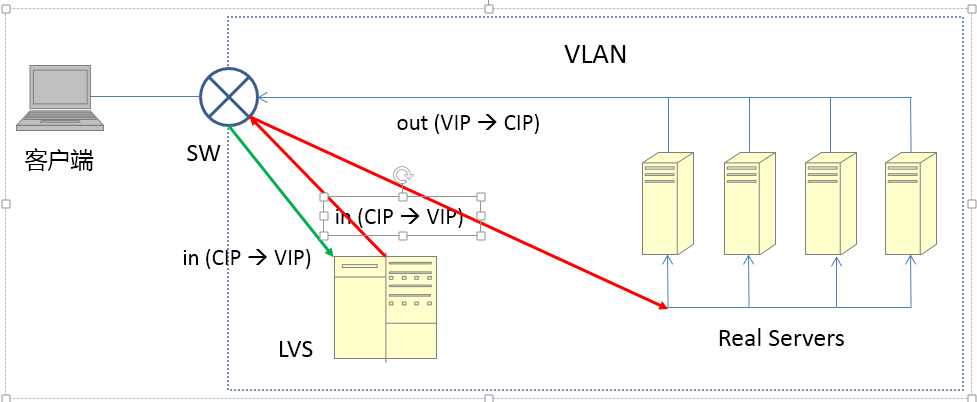 VLAN
out (VIP → CIP)
SW
客户端
in (CIP → VIP)
in (CIP → VIP)
LVS
Real Servers